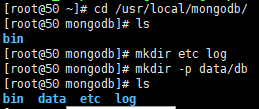 [root@50 ~]# cd /usr/local/mongodb/
[root@50 mongodb]# ls
bin
[root@50 mongodb]# mkdir etc log
[root@50 mongodb]# mkdir -p data/db
[root@50 mongodb]# ls
bin data etc log